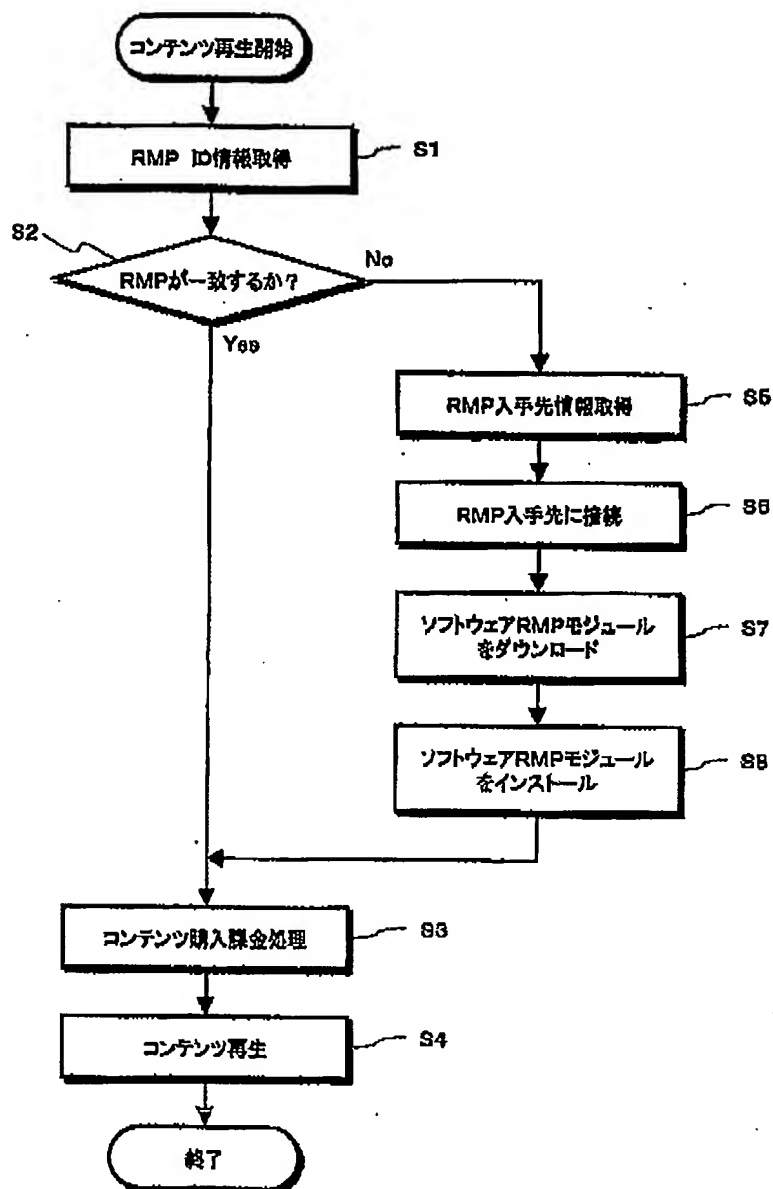 コンテンツ再生開始
RMP ID情報取得
S1
S2
RMPが一致するか？
No
Yes
RMP入手先情報取得
S5
RMP入手先に接続
S6
ソフトウェアRMPモジュール
をダウンロード
S7
ソフトウェアRMPモジュール
をインストール
S8
コンテンツ購入課金処理
S3
コンテンツ再生
S4
終了